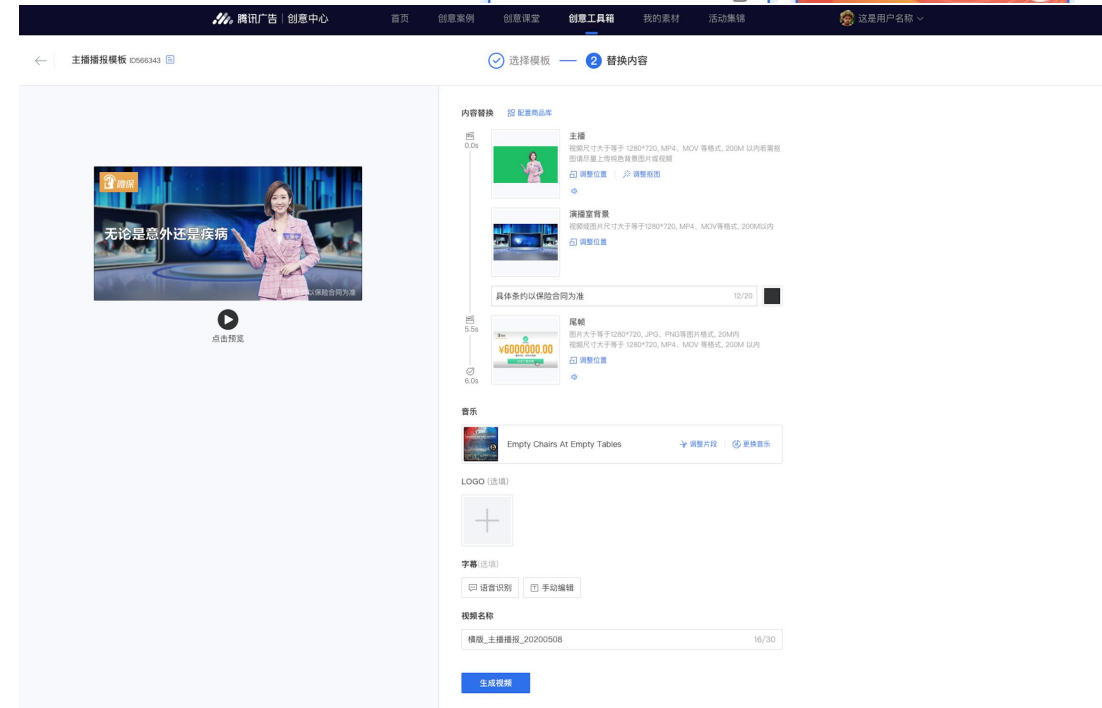 腾讯广告 | 创意中心
首页
创意案例
创意课堂
创意工具箱
我的素材
活动集锦
这是用户名称
主播播报模板 ID566343
选择模板
2 替换内容
内容替换
配置商品库
0.0s
主播
视频尺寸大于等于 1280*720, MP4、MOV 等格式, 200M 以内若需抠
图请尽量上传纯色背景图片或视频
调整位置
调整抠图
微保
无论是意外还是疾病
以保险合同为准
点击预览
演播室背景
视频或图片尺寸大于等于1280*720, MP4、MOV等格式, 200M以内
调整位置
具体条约以保险合同为准
12/20
5.5s
尾帧
图片大于等于1280*720, JPG、PNG等图片格式, 20M内
视频尺寸大于等于 1280*720, MP4、MOV 等格式, 200M 以内
¥6000000.00
调整位置
6.0s
音乐
Empty Chairs At Empty Tables
调整片段
更换音乐
LOGO (选填)
字幕(选填)
语音识别
手动编辑
视频名称
横版_主播播报_20200508
16/30
生成视频